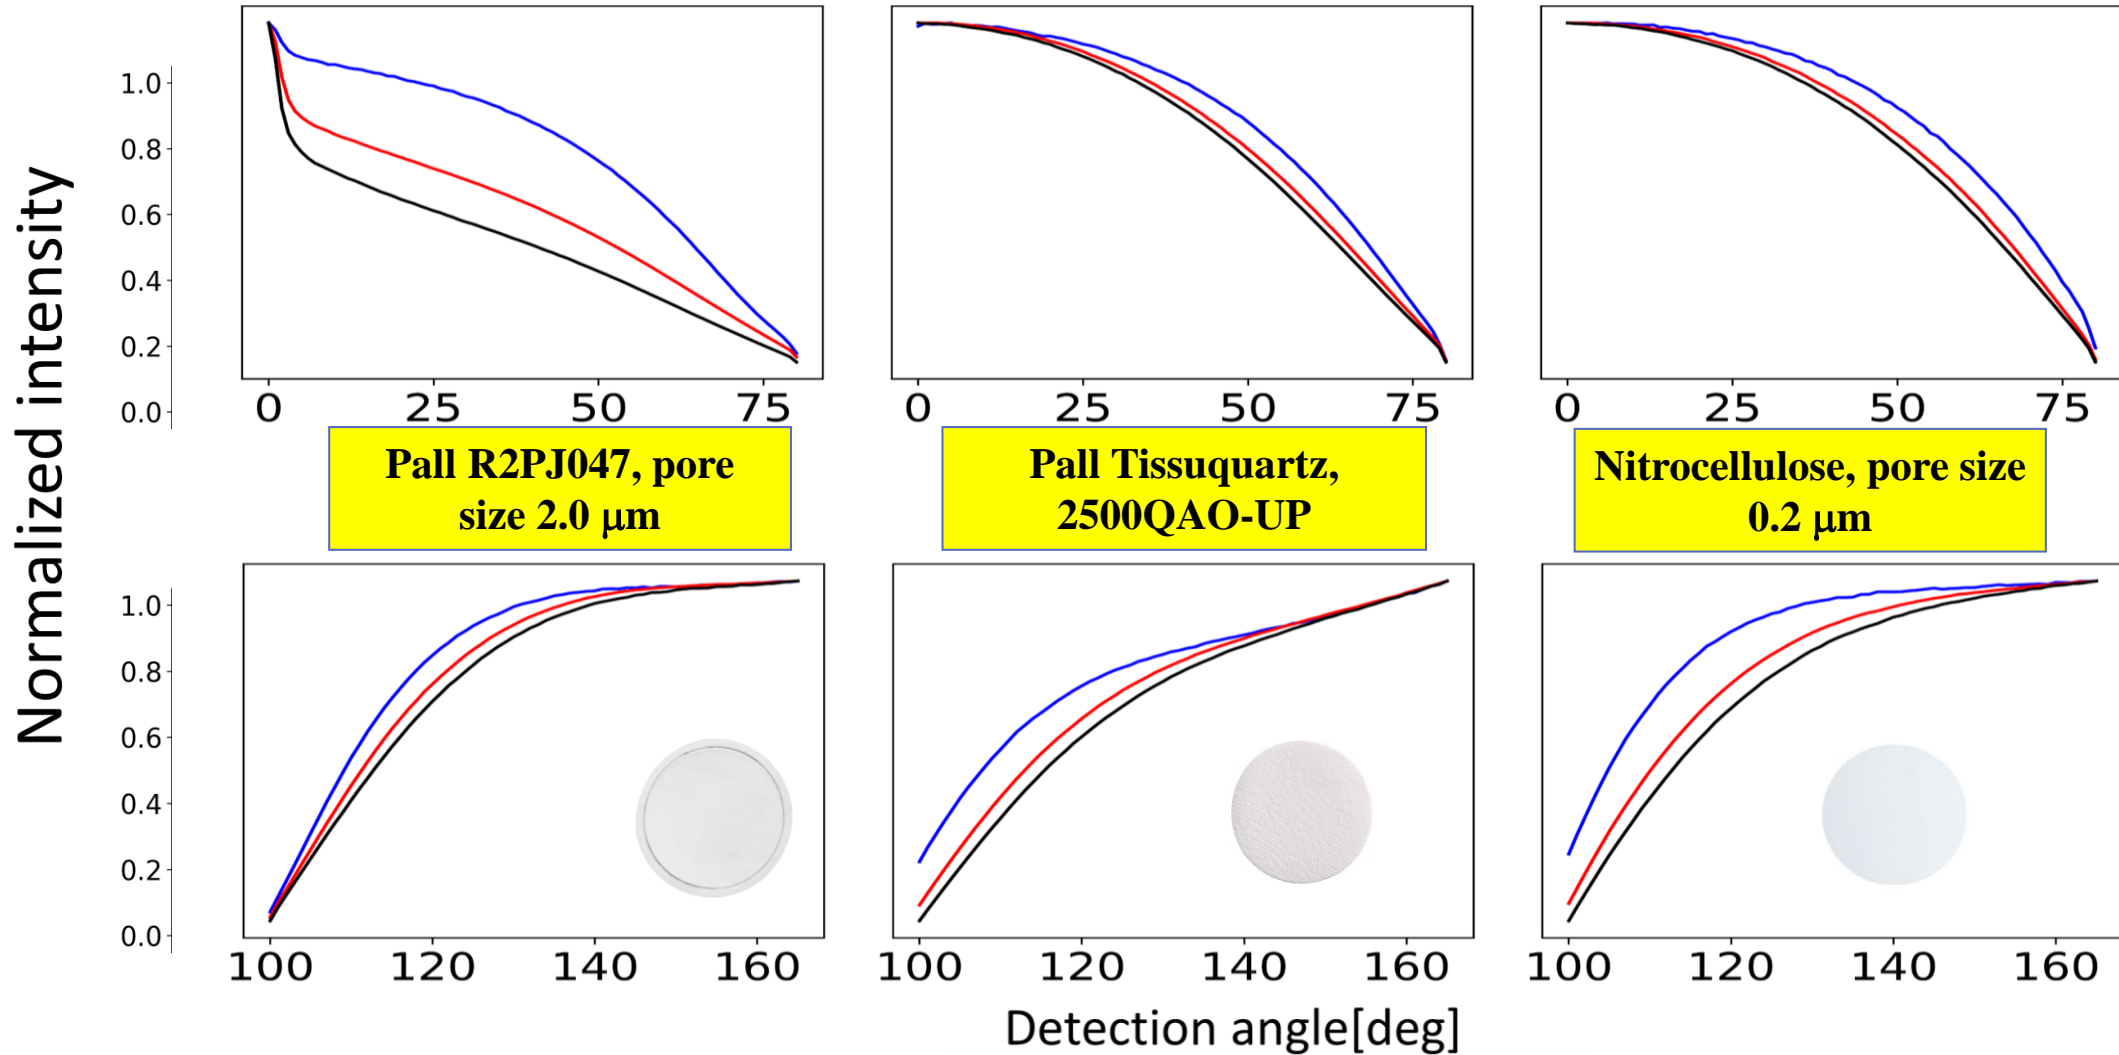 Normalized intensity
1.0
0.8
0.6
0.4
0.2
0.0
0 25 50 75
0 25 50 75
0 25 50 75
Pall R2PJ047, pore
size 2.0 μm
Pall Tissuquartz,
2500QAO-UP
Nitrocellulose, pore size
0.2 μm
1.0
0.8
0.6
0.4
0.2
0.0
100 120 140 160
100 120 140 160
100 120 140 160
Detection angle[deg]